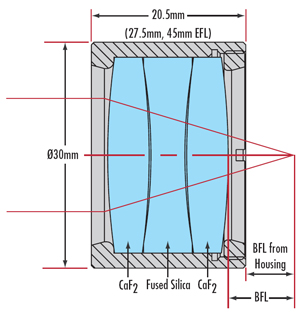 20.5mm
(27.5mm, 45mm EFL)
Ø30mm
BFL from
Housing
CaF2 Fused Silica CaF2
BFL